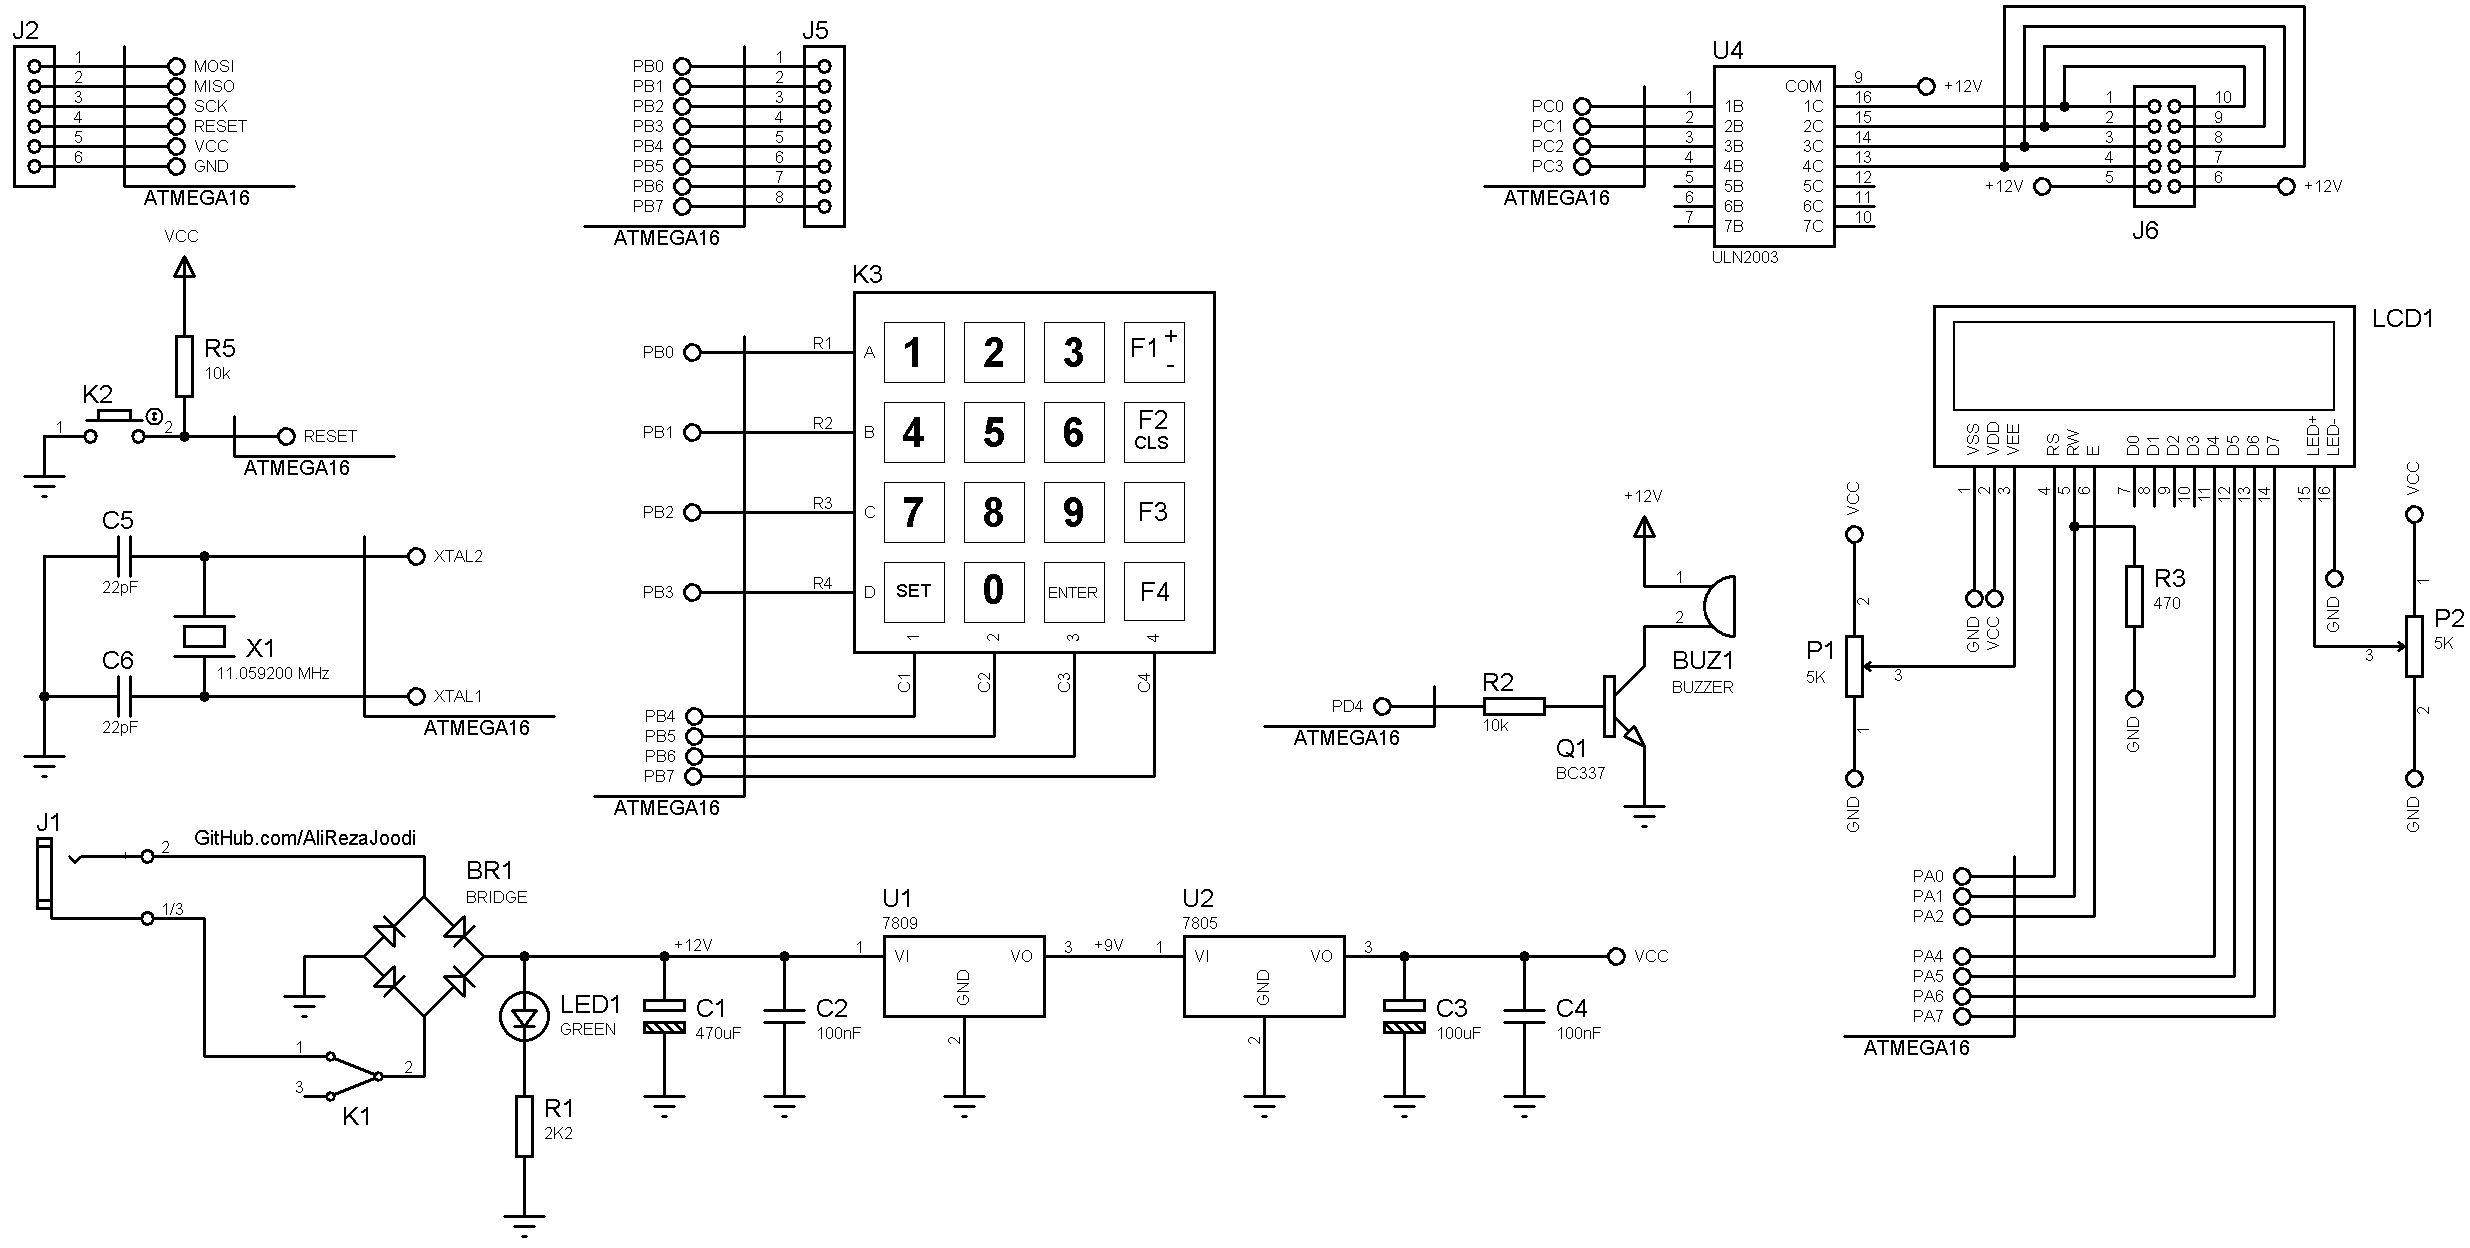 J2
1 MOSI
2 MISO
3 SCK
4 RESET
5 VCC
6 GND
ATMEGA16
J5
PB0 1
PB1 2
PB2 3
PB3 4
PB4 5
PB5 6
PB6 7
PB7 8
ATMEGA16
U4
COM 9 +12V
PC0 1 1B 1C 16 1 10
PC1 2 2B 2C 15 2 9
PC2 3 3B 3C 14 3 8
PC3 4 4B 4C 13 4 7
5 5B 5C 12 +12V 5 6 +12V
6 6B 6C 11
7 7B 7C 10
ATMEGA16
ULN2003
J6
VCC
R5
10k
K2
1 2 RESET
ATMEGA16
C5
22pF
XTAL2
X1
11.059200 MHz
C6
22pF
XTAL1
ATMEGA16
K3
PB0 R1 A 1 2 3 F1 + -
PB1 R2 B 4 5 6 F2 CLS
PB2 R3 C 7 8 9 F3
PB3 R4 D SET 0 ENTER F4
1 2 3 4
C1 C2 C3 C4
PB4
PB5
PB6
PB7
ATMEGA16
+12V
1
2
BUZ1
BUZZER
PD4
R2
10k
Q1
BC337
ATMEGA16
LCD1
VSS VDD VEE RS RW E D0 D1 D2 D3 D4 D5 D6 D7 LED+ LED-
1 2 3 4 5 6 7 8 9 10 11 12 13 14 15 16
VCC
2
P1
5K
3
1
GND
GND VCC
R3
470
GND
GND
VCC
1
P2
5K
3
2
GND
PA0
PA1
PA2
PA4
PA5
PA6
PA7
ATMEGA16
J1
GitHub.com/AliRezaJoodi
2
1/3
BR1
BRIDGE
1
2
3
K1
LED1
GREEN
R1
2K2
+12V
C1
470uF
C2
100nF
U1
7809
1 VI VO 3
GND
2
+9V
U2
7805
1 VI VO 3
GND
2
C3
100uF
C4
100nF
VCC